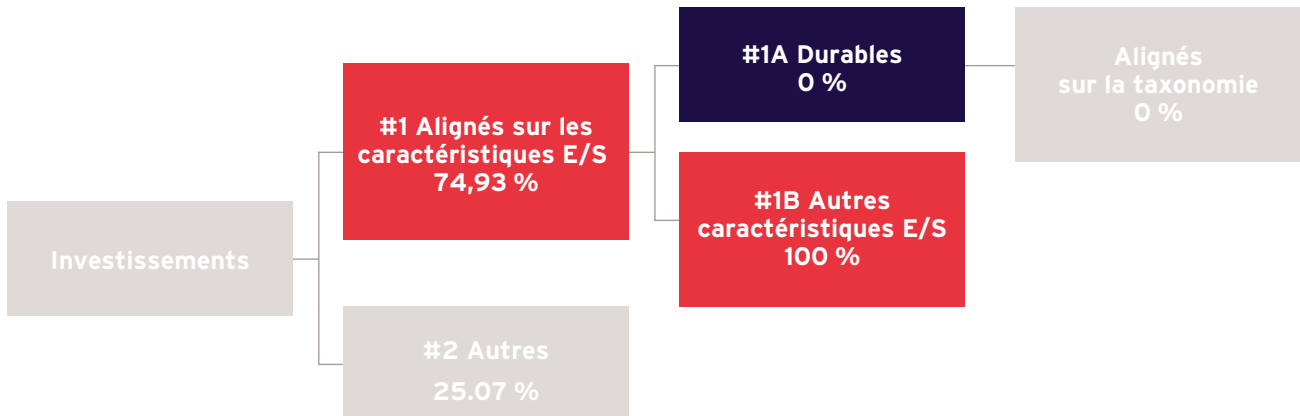 Investissements
#1 Alignés sur les
caractéristiques E/S
74,93 %
#2 Autres
25.07 %
#1A Durables
0 %
#1B Autres
caractéristiques E/S
100 %
Alignés
sur la taxonomie
0 %